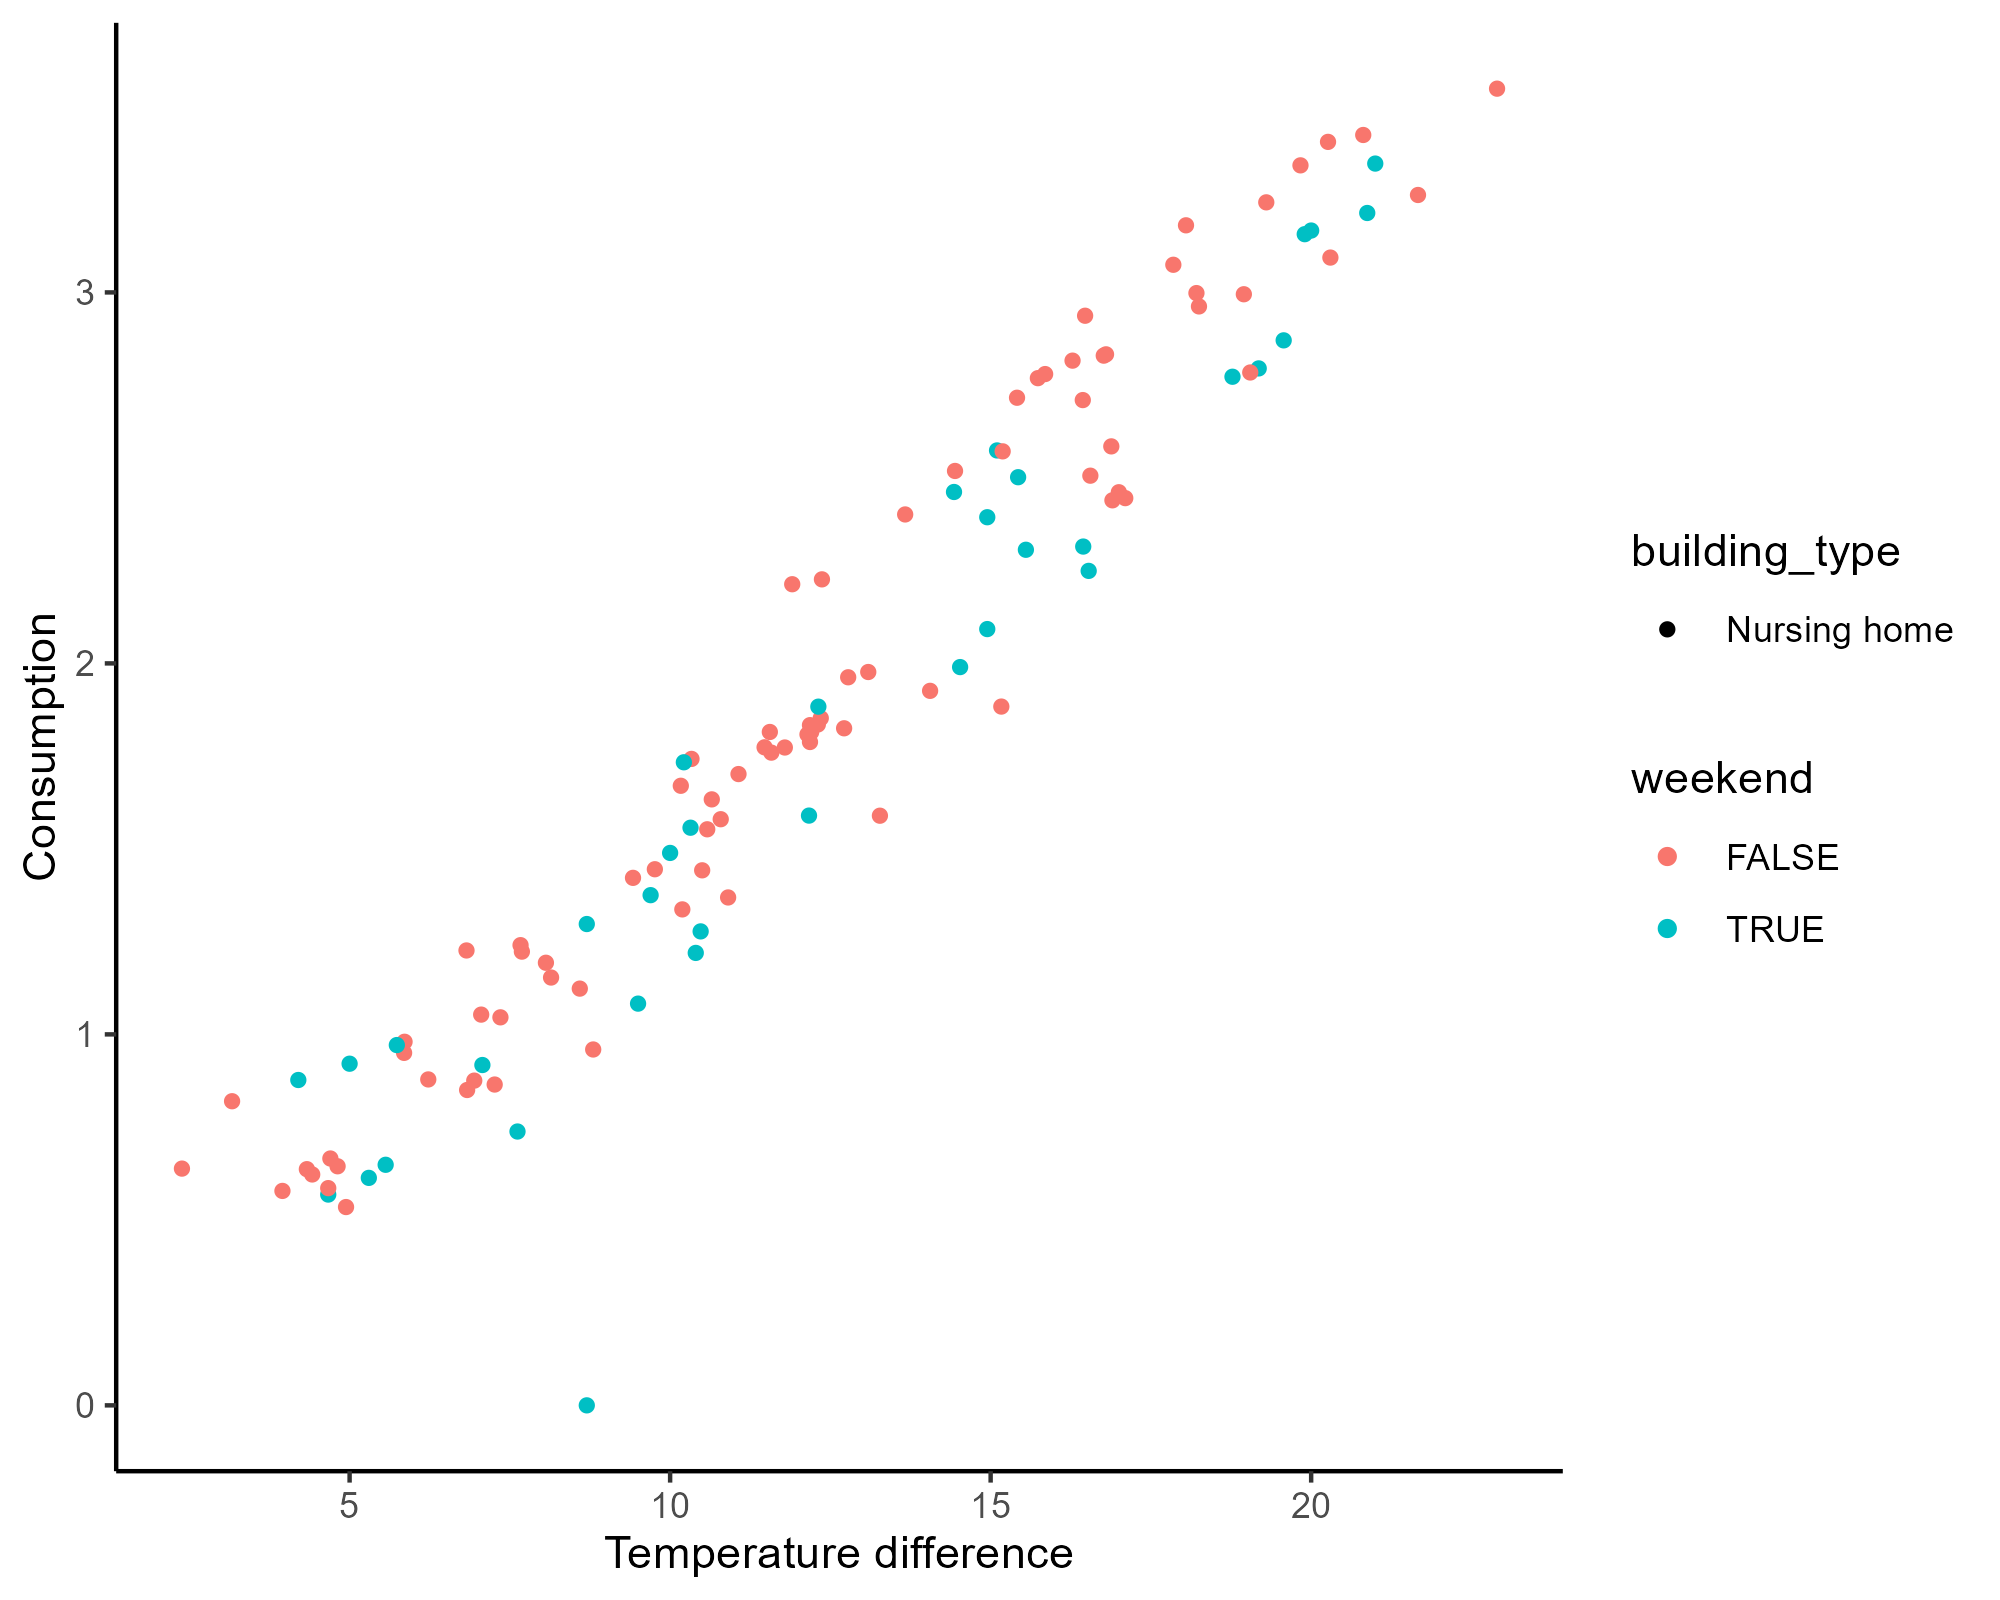 3
2
1
0
Consumption
5 10 15 20
Temperature difference
building_type
Nursing home
weekend
FALSE
TRUE